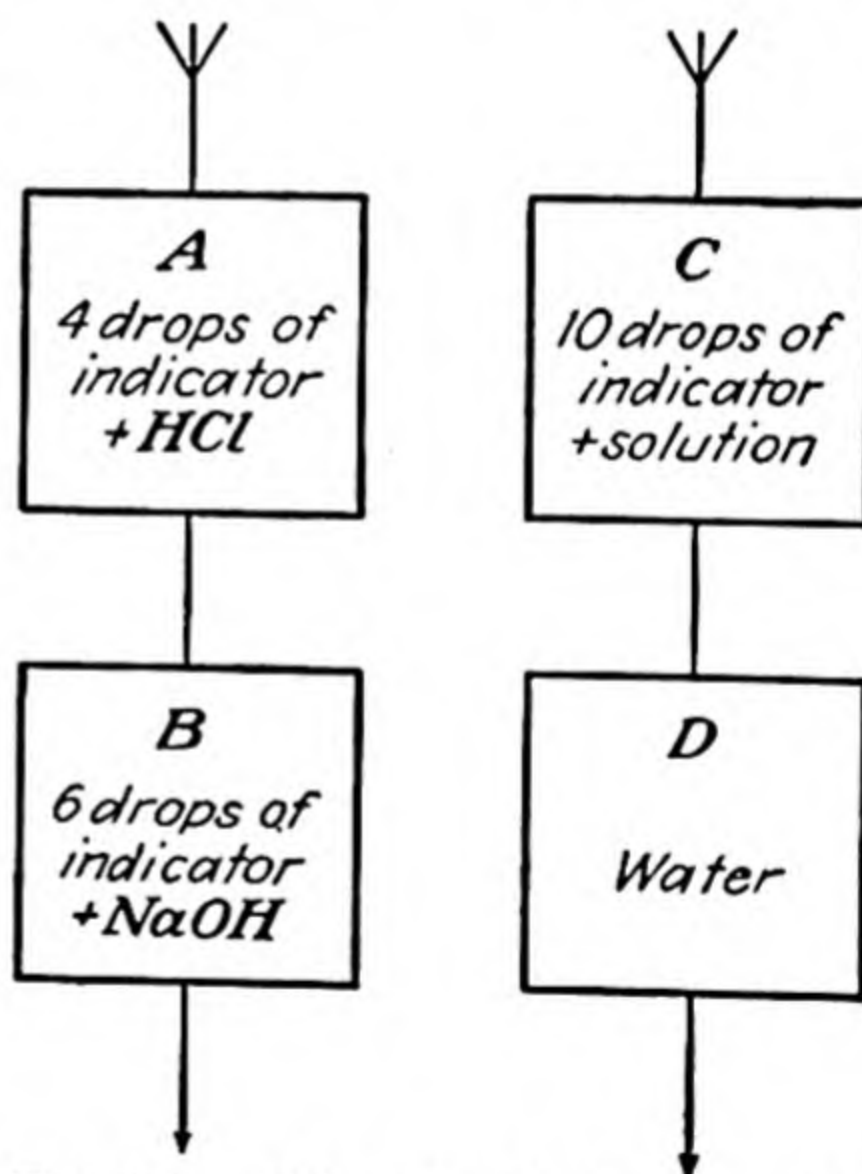 A
4 drops of
indicator
+HCl
B
6 drops of
indicator
+NaOH
C
10 drops of
indicator
+solution
D
Water